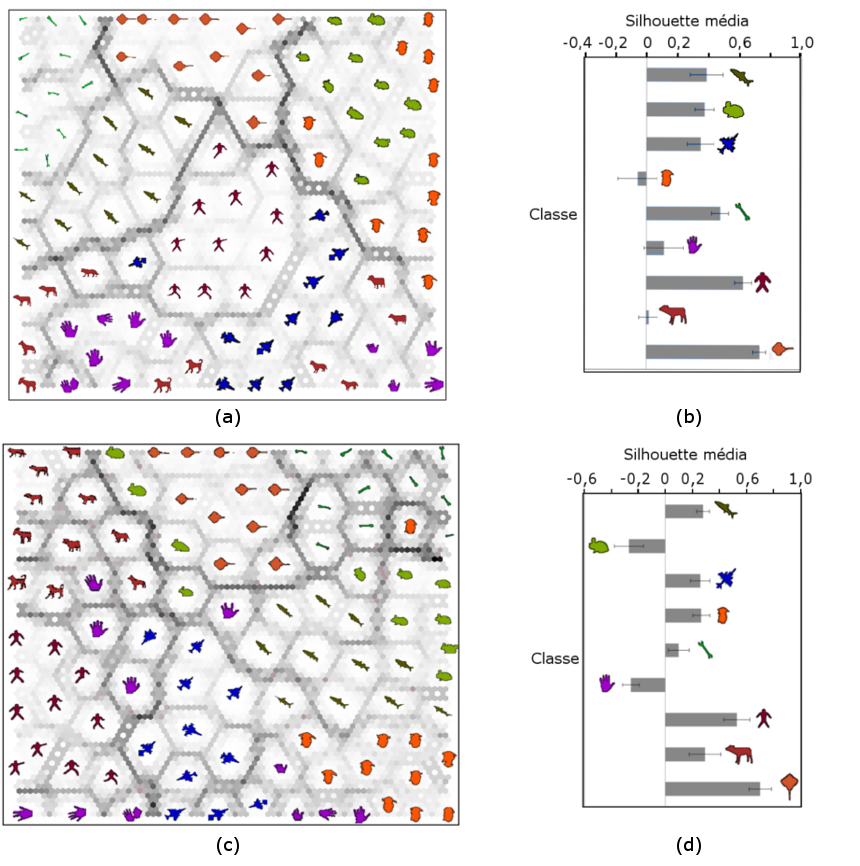 Silhouette média
-0,4 -0,2 0 0,2 0,6 1,0
Classe
(a) (b)
Silhouette média
-0,6 -0,2 0 0,2 0,6 1,0
Classe
(c) (d)